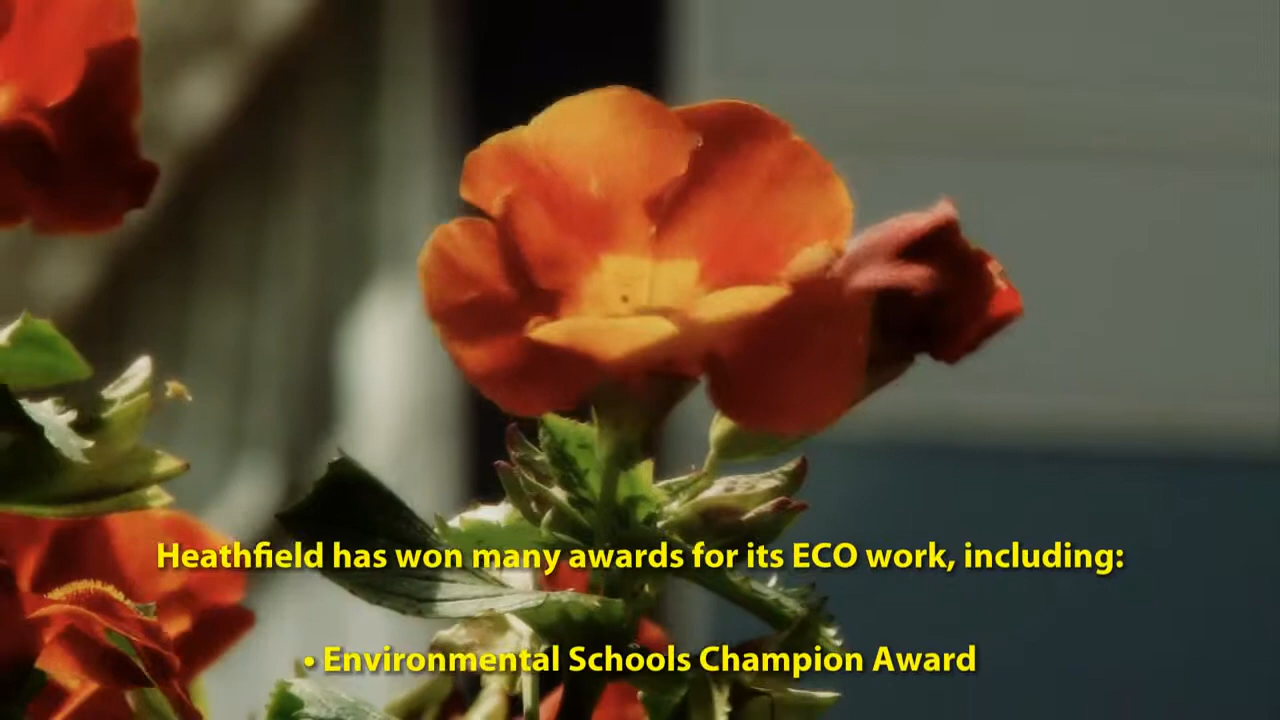 Heathfield has won many awards for its ECO work, including:
• Environmental Schools Champion Award